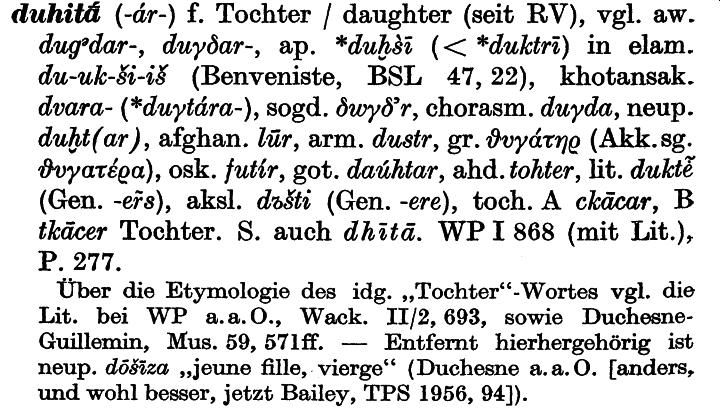 duhitā́ (-ár-) f. Tochter / daughter (seit RV), vgl. aw.
dugᵊdar-, duγδar-, ap. *duḫšī (< *duktrī) in elam.
du-uk-ši-iš (Benveniste, BSL 47, 22), khotansak.
dvara- (*duγtára-), sogd. δwγδ’r, chorasm. duγda, neup.
duḫt(ar), afghan. lūr, arm. dustr, gr. ϑυγάτηρ (Akk. sg.
ϑυγατέρα), osk. futír, got. daúhtar, ahd. tohter, lit. duktė̃
(Gen. -er̃s), aksl. dъšti (Gen. -ere), toch. A ckācar, B
tkācer Tochter. S. auch dhītā. WP I 868 (mit Lit.),
P. 277.
Über die Etymologie des idg. „Tochter“-Wortes vgl. die
Lit. bei WP a. a. O., Wack. II/2, 693, sowie Duchesne-
Guillemin, Mus. 59, 571ff. — Entfernt hierhergehörig ist
neup. dōšīza „jeune fille, vierge“ (Duchesne a. a. O. [anders,
und wohl besser, jetzt Bailey, TPS 1956, 94]).